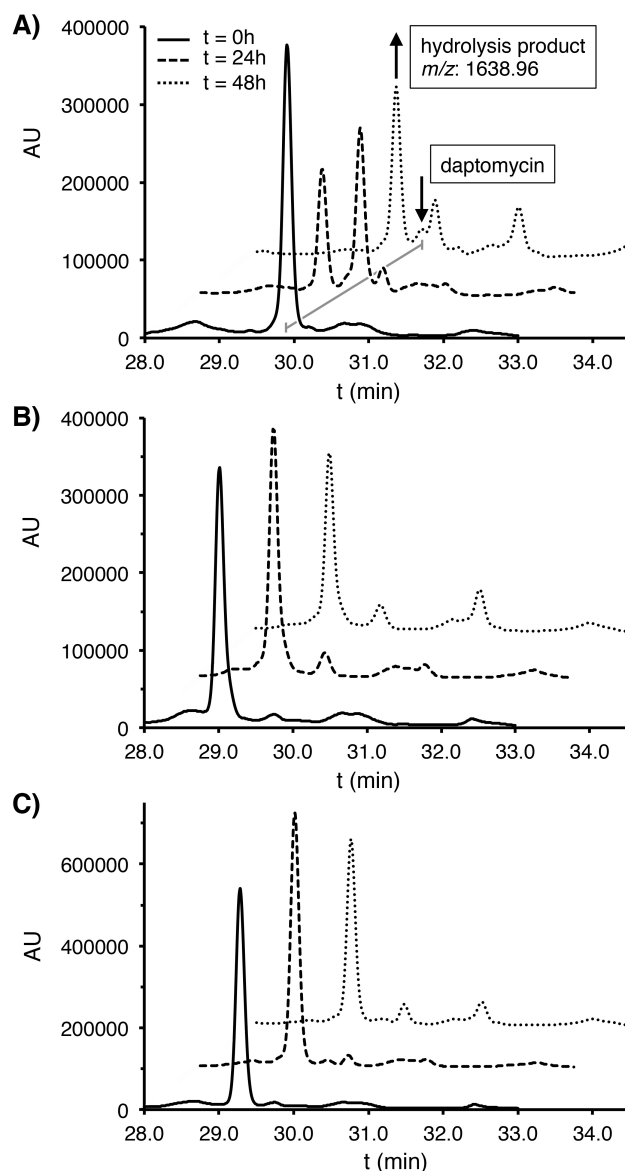 A)
400000
300000
200000
100000
0
AU
t = 0h
t = 24h
t = 48h
hydrolysis product
m/z: 1638.96
daptomycin
28.0 29.0 30.0 31.0 32.0 33.0 34.0
t (min)
B)
400000
300000
200000
100000
0
AU
28.0 29.0 30.0 31.0 32.0 33.0 34.0
t (min)
C)
600000
400000
200000
0
AU
28.0 29.0 30.0 31.0 32.0 33.0 34.0
t (min)